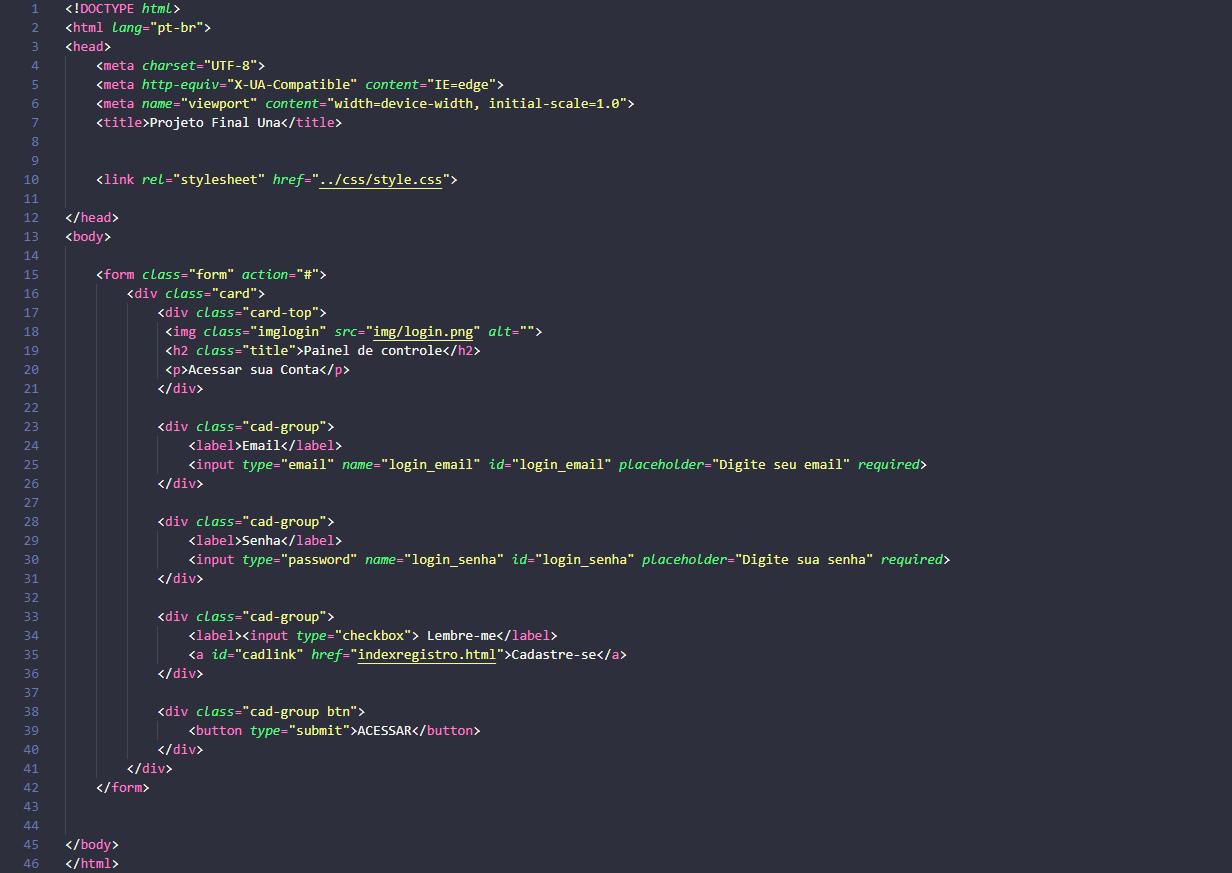 1 <!DOCTYPE html>
2 <html lang="pt-br">
3 <head>
4     <meta charset="UTF-8">
5     <meta http-equiv="X-UA-Compatible" content="IE=edge">
6     <meta name="viewport" content="width=device-width, initial-scale=1.0">
7     <title>Projeto Final Una</title>
8
9
10     <link rel="stylesheet" href="../css/style.css">
11
12 </head>
13 <body>
14
15     <form class="form" action="#">
16         <div class="card">
17             <div class="card-top">
18              <img class="imglogin" src="img/login.png" alt="">
19              <h2 class="title">Painel de controle</h2>
20              <p>Acessar sua Conta</p>
21             </div>
22
23             <div class="cad-group">
24                 <label>Email</label>
25                 <input type="email" name="login_email" id="login_email" placeholder="Digite seu email" required>
26             </div>
27
28             <div class="cad-group">
29                 <label>Senha</label>
30                 <input type="password" name="login_senha" id="login_senha" placeholder="Digite sua senha" required>
31             </div>
32
33             <div class="cad-group">
34                 <label><input type="checkbox"> Lembre-me</label>
35                 <a id="cadlink" href="indexregistro.html">Cadastre-se</a>
36             </div>
37
38             <div class="cad-group btn">
39                 <button type="submit">ACESSAR</button>
40             </div>
41         </div>
42     </form>
43
44
45 </body>
46 </html>